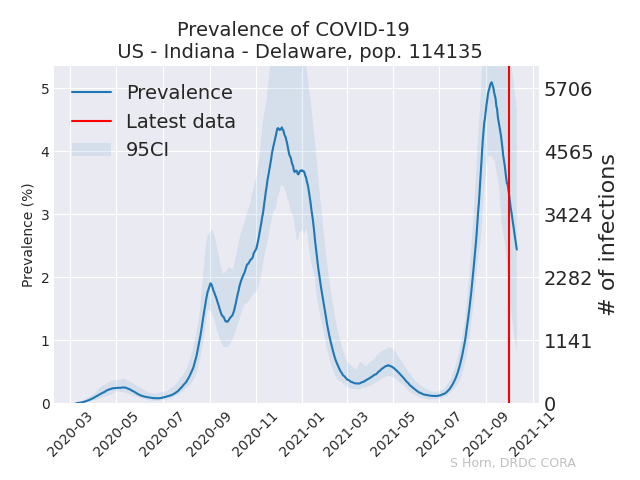 Prevalence of COVID-19
US - Indiana - Delaware, pop. 114135
Prevalence
Latest data
95CI
Prevalence (%)
5
4
3
2
1
0
5706
4565
3424
2282
1141
0
# of infections
2020-03
2020-05
2020-07
2020-09
2020-11
2021-01
2021-03
2021-05
2021-07
2021-09
2021-11
S Horn, DRDC CORA